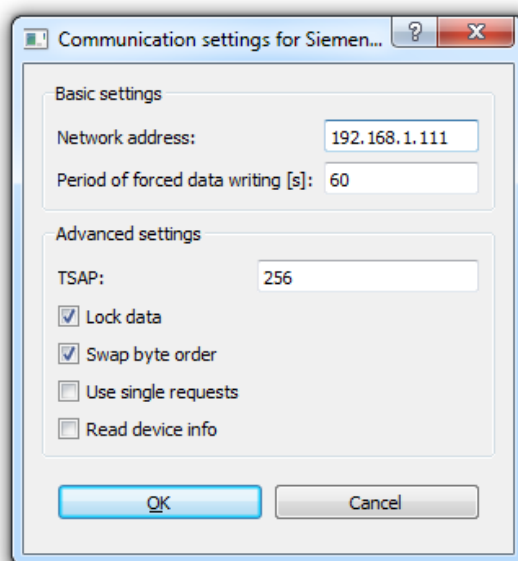 Communication settings for Siemen...
Basic settings
Network address: 192.168.1.111
Period of forced data writing [s]: 60
Advanced settings
TSAP: 256
Lock data
Swap byte order
Use single requests
Read device info
OK Cancel